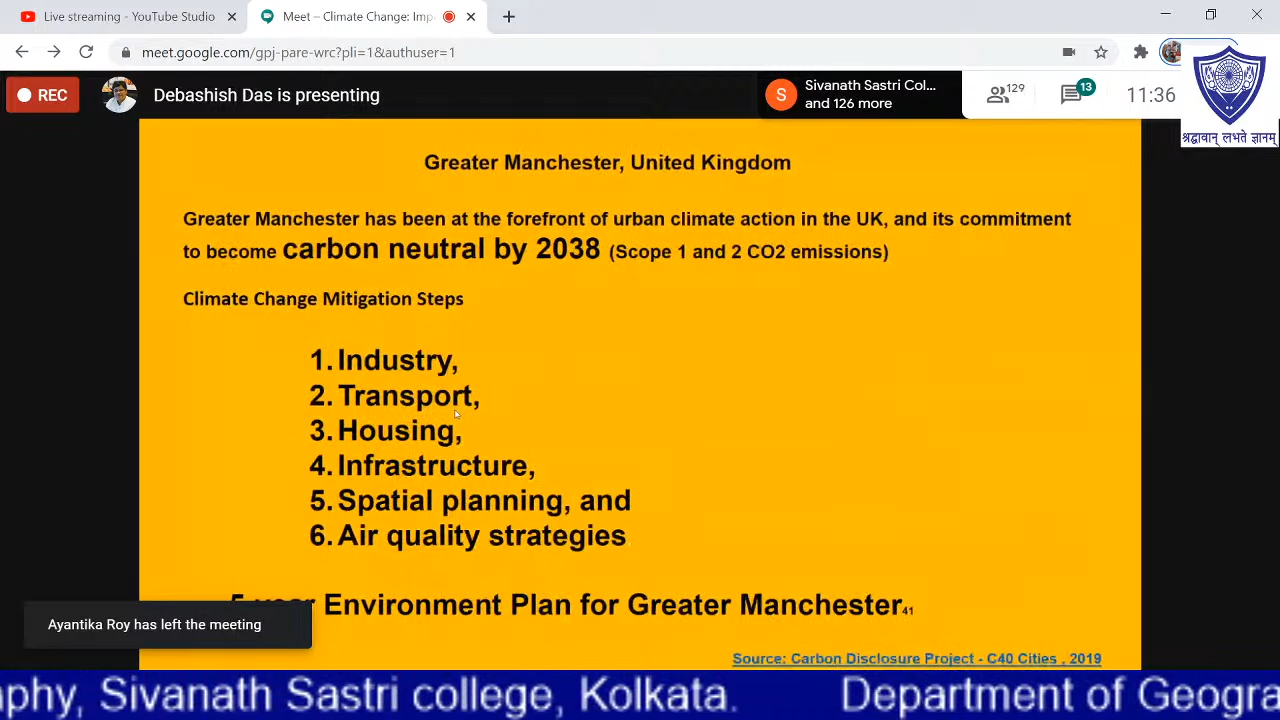 Live streaming - YouTube Studio
Meet – Climate Change: Imp
meet.google.com/gpj-pare-wrc?pli=1&authuser=1
REC
Debashish Das is presenting
S
Sivanath Sastri Col...
and 126 more
129
13
11:36
श्रद्धावान् लभते ज्ञानम्
Greater Manchester, United Kingdom
Greater Manchester has been at the forefront of urban climate action in the UK, and its commitment
to become carbon neutral by 2038 (Scope 1 and 2 CO2 emissions)
Climate Change Mitigation Steps
1. Industry,
2. Transport,
3. Housing,
4. Infrastructure,
5. Spatial planning, and
6. Air quality strategies
5 year Environment Plan for Greater Manchester 41
Ayantika Roy has left the meeting
Source: Carbon Disclosure Project - C40 Cities , 2019
aphy, Sivanath Sastri college, Kolkata. Department of Geogra